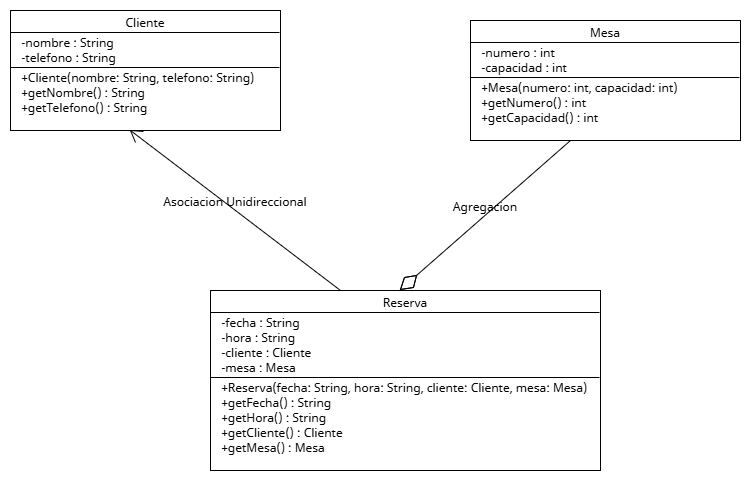 Cliente
-nombre : String
-telefono : String
+Cliente(nombre: String, telefono: String)
+getNombre() : String
+getTelefono() : String
Mesa
-numero : int
-capacidad : int
+Mesa(numero: int, capacidad: int)
+getNumero() : int
+getCapacidad() : int
Asociacion Unidireccional
Agregacion
Reserva
-fecha : String
-hora : String
-cliente : Cliente
-mesa : Mesa
+Reserva(fecha: String, hora: String, cliente: Cliente, mesa: Mesa)
+getFecha() : String
+getHora() : String
+getCliente() : Cliente
+getMesa() : Mesa